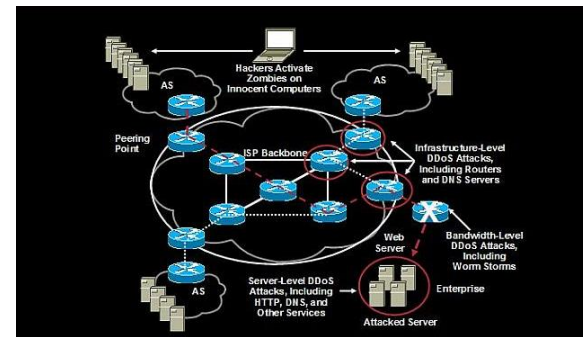 Hackers Activate
Zombies on
Innocent Computers
AS
AS
Peering
Point
ISP Backbone
Infrastructure-Level
DDoS Attacks,
Including Routers
and DNS Servers
Web
Server
Bandwidth-Level
DDoS Attacks,
Including
Worm Storms
AS
Server-Level DDoS
Attacks, Including
HTTP, DNS, and
Other Services
Enterprise
Attacked Server